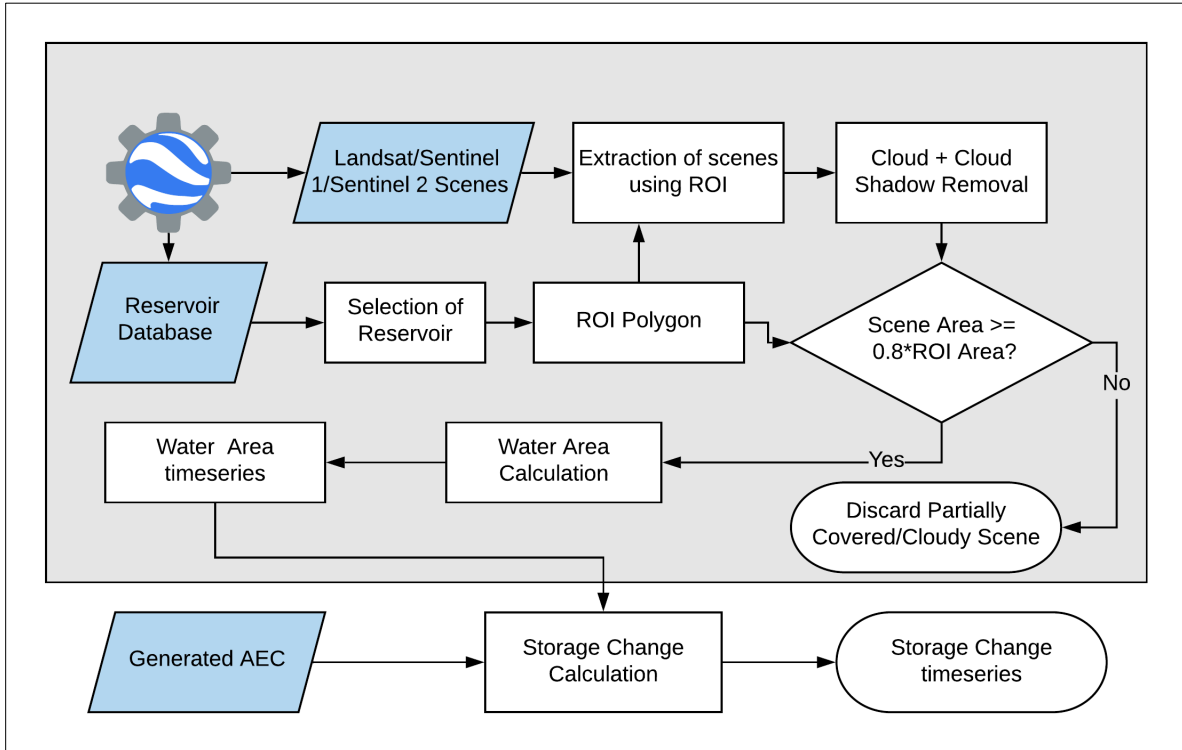 Landsat/Sentinel
1/Sentinel 2 Scenes
Extraction of scenes
using ROI
Cloud + Cloud
Shadow Removal
Reservoir
Database
Selection of
Reservoir
ROI Polygon
Scene Area >=
0.8*ROI Area?
No
Yes
Water Area
timeseries
Water Area
Calculation
Discard Partially
Covered/Cloudy Scene
Generated AEC
Storage Change
Calculation
Storage Change
timeseries